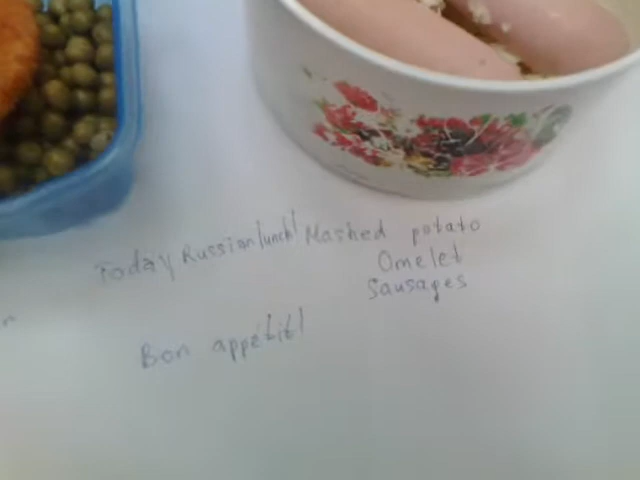 Today Russian lunch! Mashed potato
Omelet
Sausages
Bon appétit!